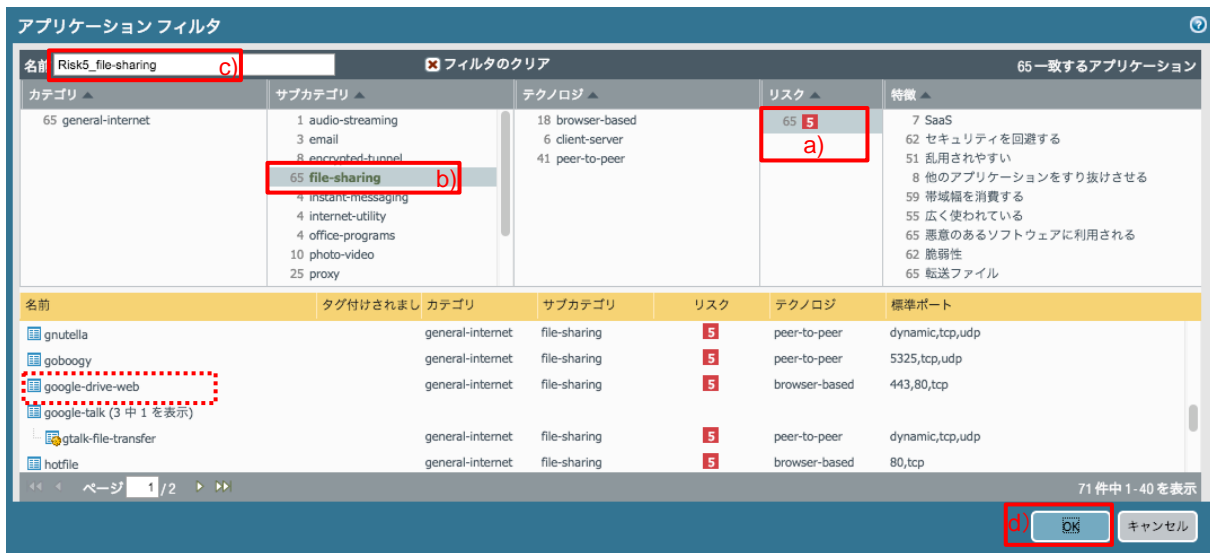 アプリケーション フィルタ
名前 Risk5_file-sharing c) フィルタのクリア 65 一致するアプリケーション
カテゴリ サブカテゴリ テクノロジ リスク 特徴
65 general-internet 1 audio-streaming 18 browser-based 65 5 7 SaaS
3 email 6 client-server a) 62 セキュリティを回避する
8 encrypted-tunnel 41 peer-to-peer 51 乱用されやすい
65 file-sharing b) 8 他のアプリケーションをすり抜けさせる
4 instant-messaging 59 帯域幅を消費する
4 internet-utility 55 広く使われている
4 office-programs 65 悪意のあるソフトウェアに利用される
10 photo-video 62 脆弱性
25 proxy 65 転送ファイル
名前 タグ付けされまし カテゴリ サブカテゴリ リスク テクノロジ 標準ポート
gnutella general-internet file-sharing 5 peer-to-peer dynamic,tcp,udp
goboogy general-internet file-sharing 5 peer-to-peer 5325,tcp,udp
google-drive-web general-internet file-sharing 5 browser-based 443,80,tcp
google-talk (3 中 1 を表示)
gtalk-file-transfer general-internet file-sharing 5 peer-to-peer dynamic,tcp,udp
hotfile general-internet file-sharing 5 browser-based 80,tcp
ページ 1 /2 71 件中 1 - 40 を表示
d) OK キャンセル